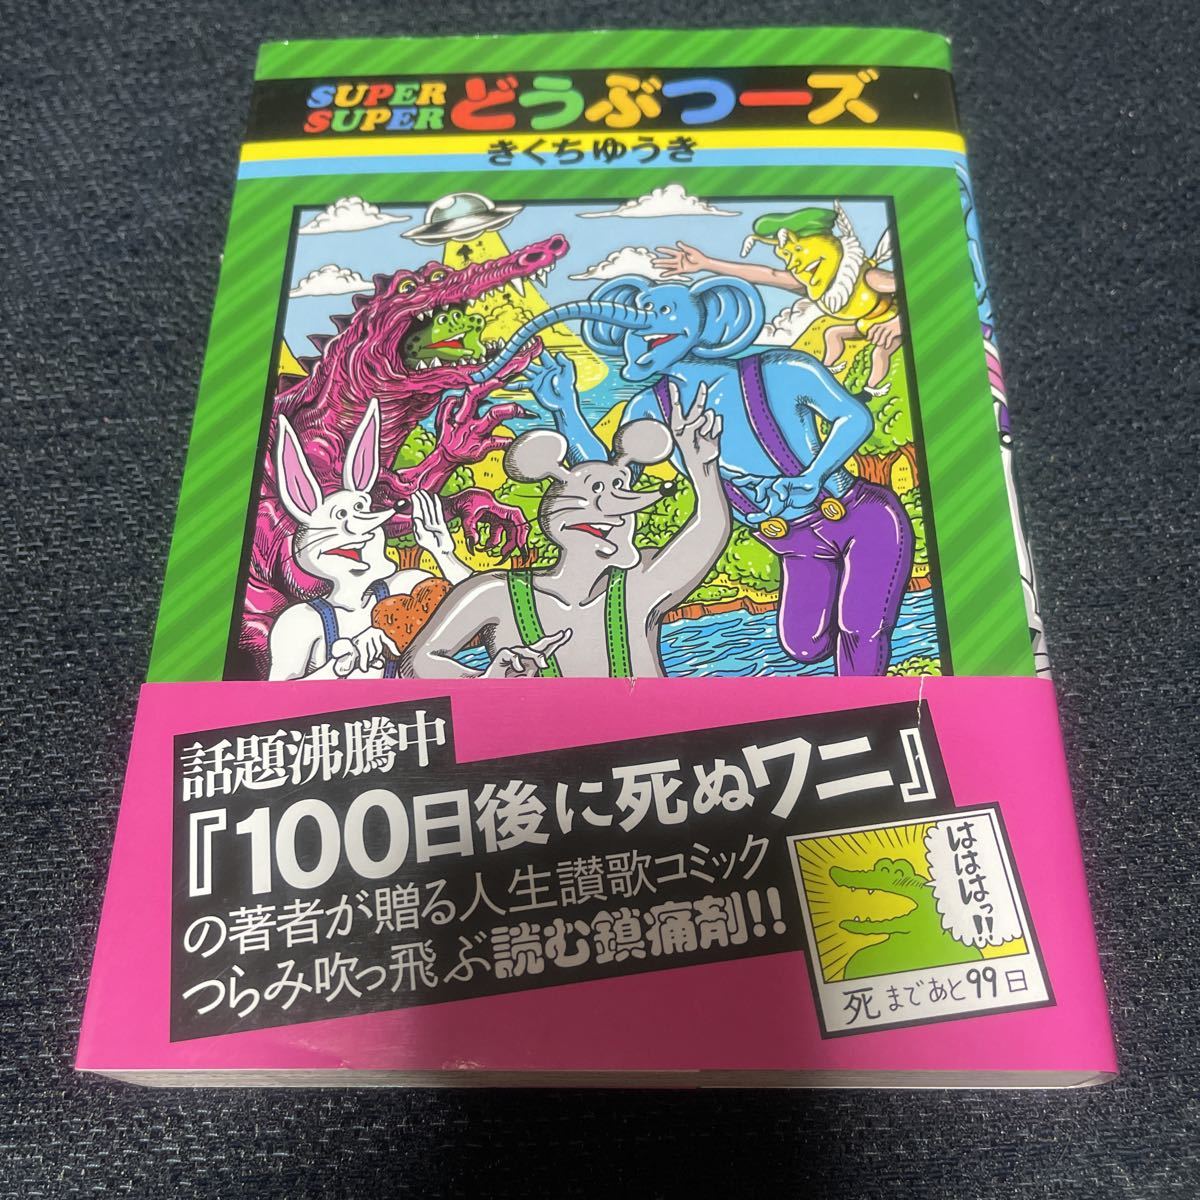 SUPER
SUPER
どうぶつーズ
きくちゆうき
話題沸騰中
『100日後に死ぬワニ』
の著者が贈る人生讃歌コミック
つらみ吹っ飛ぶ読む鎮痛剤!!
はははっ!!
死まであと99日